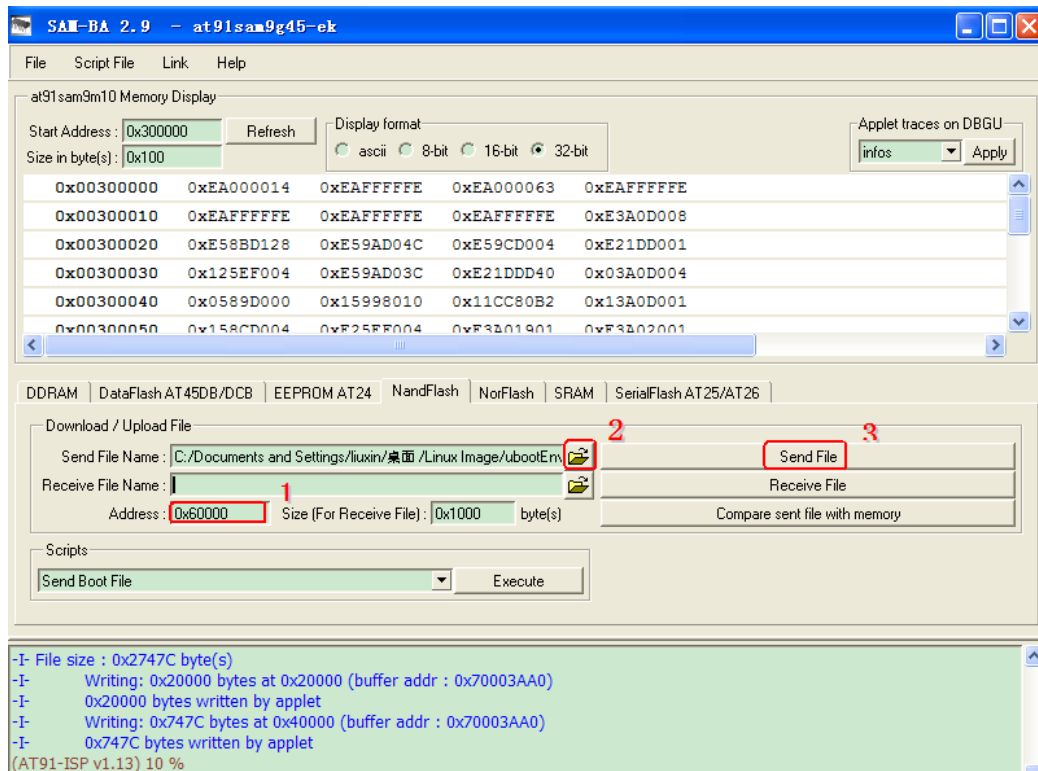 SAM-BA 2.9 - at91sam9g45-ek
File Script File Link Help
at91sam9m10 Memory Display
Start Address : 0x300000 Refresh
Size in byte(s) : 0x100
Display format
ascii 8-bit 16-bit 32-bit
Applet traces on DBGU
infos Apply
0x00300000 0xEA000014 0xEAFFFFFE 0xEA000063 0xEAFFFFFE
0x00300010 0xEAFFFFFE 0xEAFFFFFE 0xEAFFFFFE 0xE3A0D008
0x00300020 0xE58BD128 0xE59AD04C 0xE59CD004 0xE21DD001
0x00300030 0x125EF004 0xE59AD03C 0xE21DDD40 0x03A0D004
0x00300040 0x0589D000 0x15998010 0x11CC80B2 0x13A0D001
0x00300050 0x158CD004 0xE25EF004 0xE3A01901 0xE3A02001
DDRAM DataFlash AT45DB/DCB EEPROM AT24 NandFlash NorFlash SRAM SerialFlash AT25/AT26
Download / Upload File
2
3
Send File Name : C:/Documents and Settings/liuxin/桌面 /Linux Image/ubootEnv Send File
Receive File Name : Receive File
1
Address : 0x60000 Size (For Receive File) : 0x1000 byte(s) Compare sent file with memory
Scripts
Send Boot File Execute
-I- File size : 0x2747C byte(s)
-I- Writing: 0x20000 bytes at 0x20000 (buffer addr : 0x70003AA0)
-I- 0x20000 bytes written by applet
-I- Writing: 0x747C bytes at 0x40000 (buffer addr : 0x70003AA0)
-I- 0x747C bytes written by applet
(AT91-ISP v1.13) 10 %